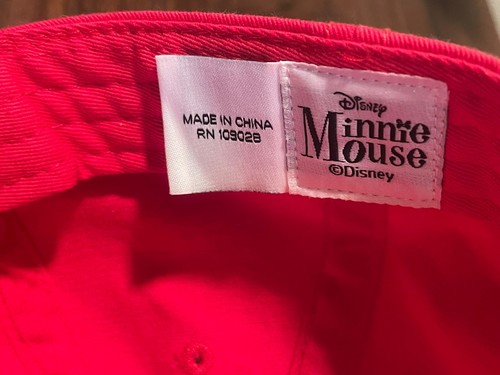 MADE IN CHINA
RN 109028
Disney
Minnie
Mouse
©Disney